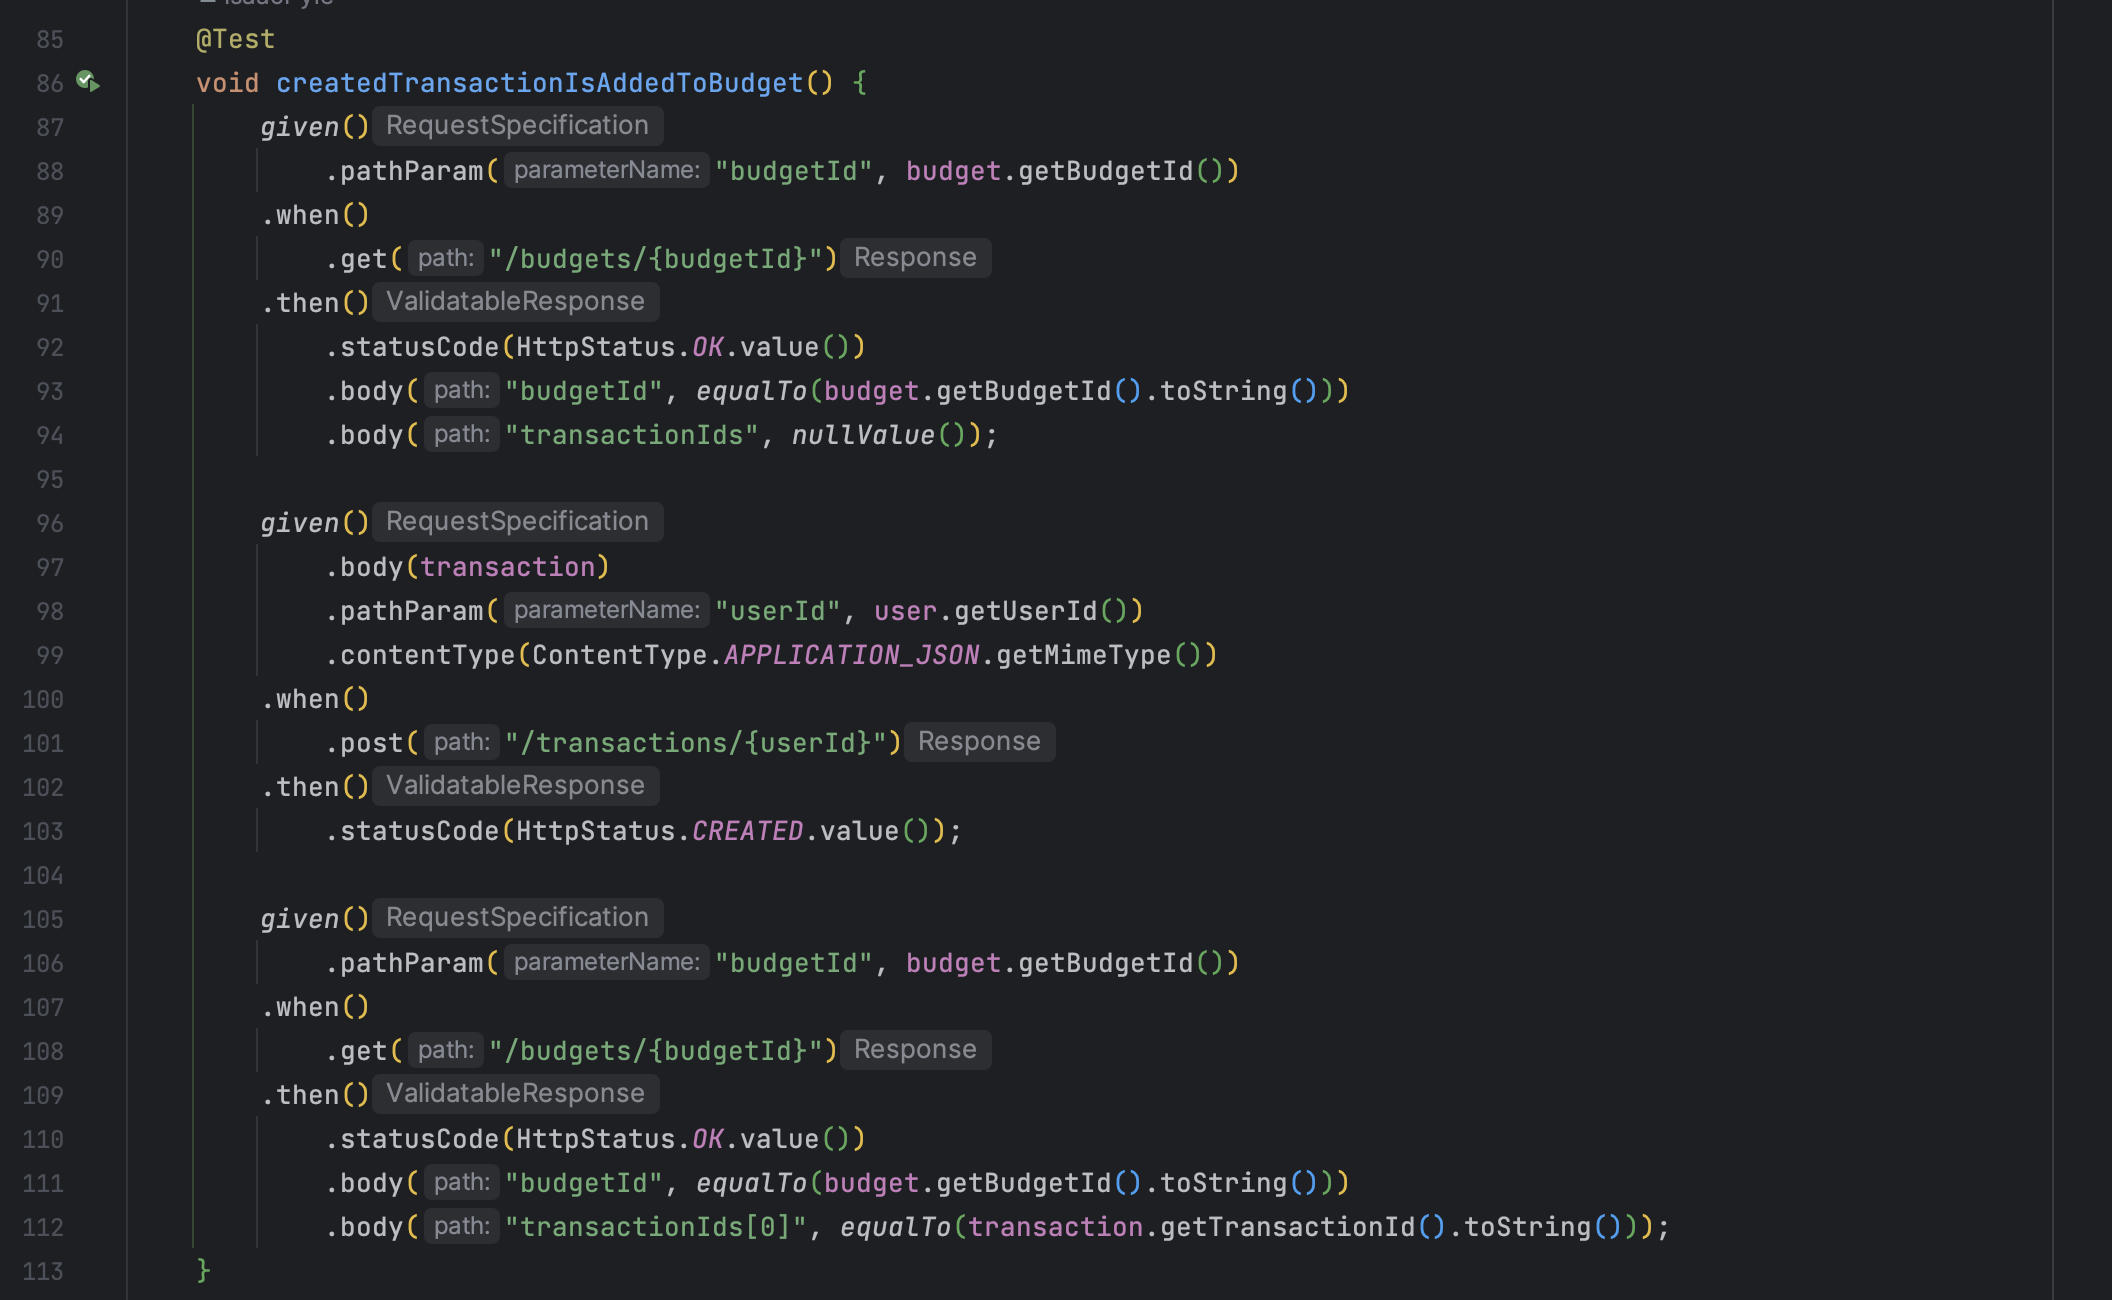 85 @Test
86 void createdTransactionIsAddedToBudget() {
87 given() RequestSpecification
88 .pathParam( parameterName: "budgetId", budget.getBudgetId())
89 .when()
90 .get( path: "/budgets/{budgetId}") Response
91 .then() ValidatableResponse
92 .statusCode(HttpStatus.OK.value())
93 .body( path: "budgetId", equalTo(budget.getBudgetId().toString()))
94 .body( path: "transactionIds", nullValue());
95
96 given() RequestSpecification
97 .body(transaction)
98 .pathParam( parameterName: "userId", user.getUserId())
99 .contentType(ContentType.APPLICATION_JSON.getMimeType())
100 .when()
101 .post( path: "/transactions/{userId}") Response
102 .then() ValidatableResponse
103 .statusCode(HttpStatus.CREATED.value());
104
105 given() RequestSpecification
106 .pathParam( parameterName: "budgetId", budget.getBudgetId())
107 .when()
108 .get( path: "/budgets/{budgetId}") Response
109 .then() ValidatableResponse
110 .statusCode(HttpStatus.OK.value())
111 .body( path: "budgetId", equalTo(budget.getBudgetId().toString()))
112 .body( path: "transactionIds[0]", equalTo(transaction.getTransactionId().toString()));
113 }